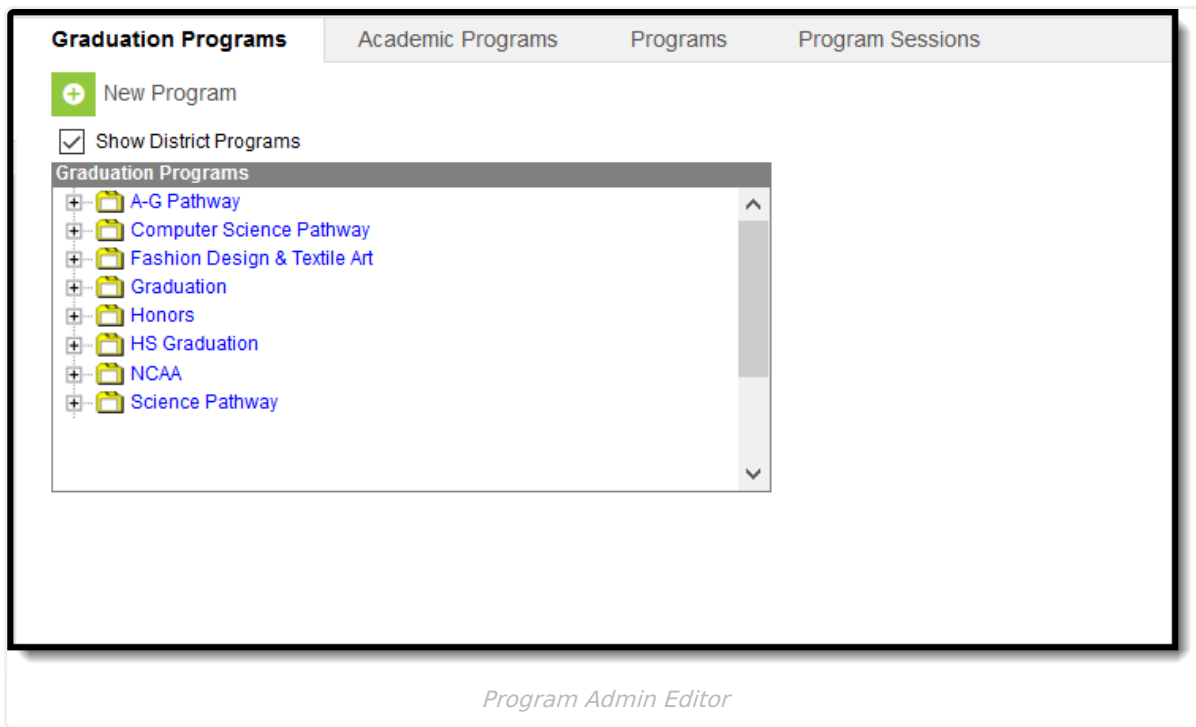 Graduation Programs Academic Programs Programs Program Sessions
New Program
Show District Programs
Graduation Programs
A-G Pathway
Computer Science Pathway
Fashion Design & Textile Art
Graduation
Honors
HS Graduation
NCAA
Science Pathway
Program Admin Editor